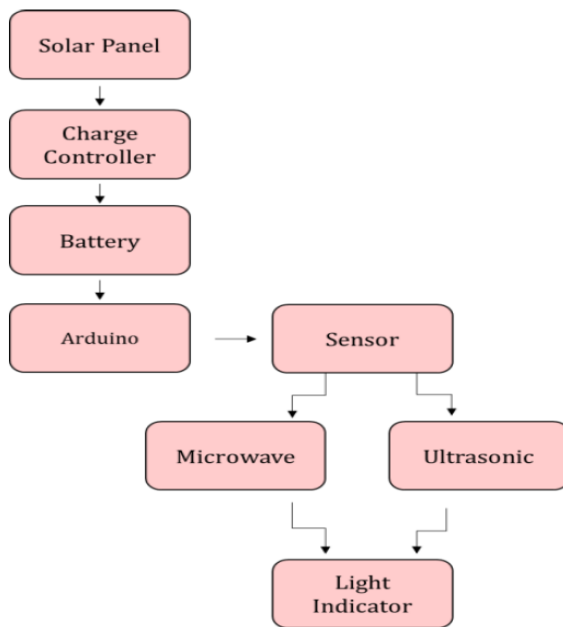 Solar Panel
Charge
Controller
Battery
Arduino
Sensor
Microwave
Ultrasonic
Light
Indicator